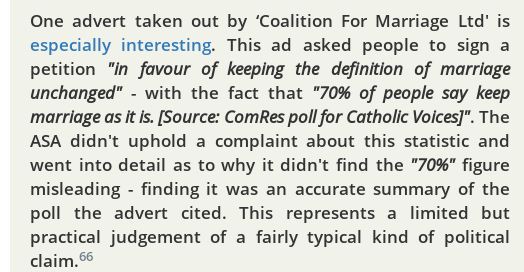 One advert taken out by ‘Coalition For Marriage Ltd' is
especially interesting. This ad asked people to sign a
petition "in favour of keeping the definition of marriage
unchanged" - with the fact that "70% of people say keep
marriage as it is. [Source: ComRes poll for Catholic Voices]". The
ASA didn't uphold a complaint about this statistic and
went into detail as to why it didn't find the "70%" figure
misleading - finding it was an accurate summary of the
poll the advert cited. This represents a limited but
practical judgement of a fairly typical kind of political
claim.66